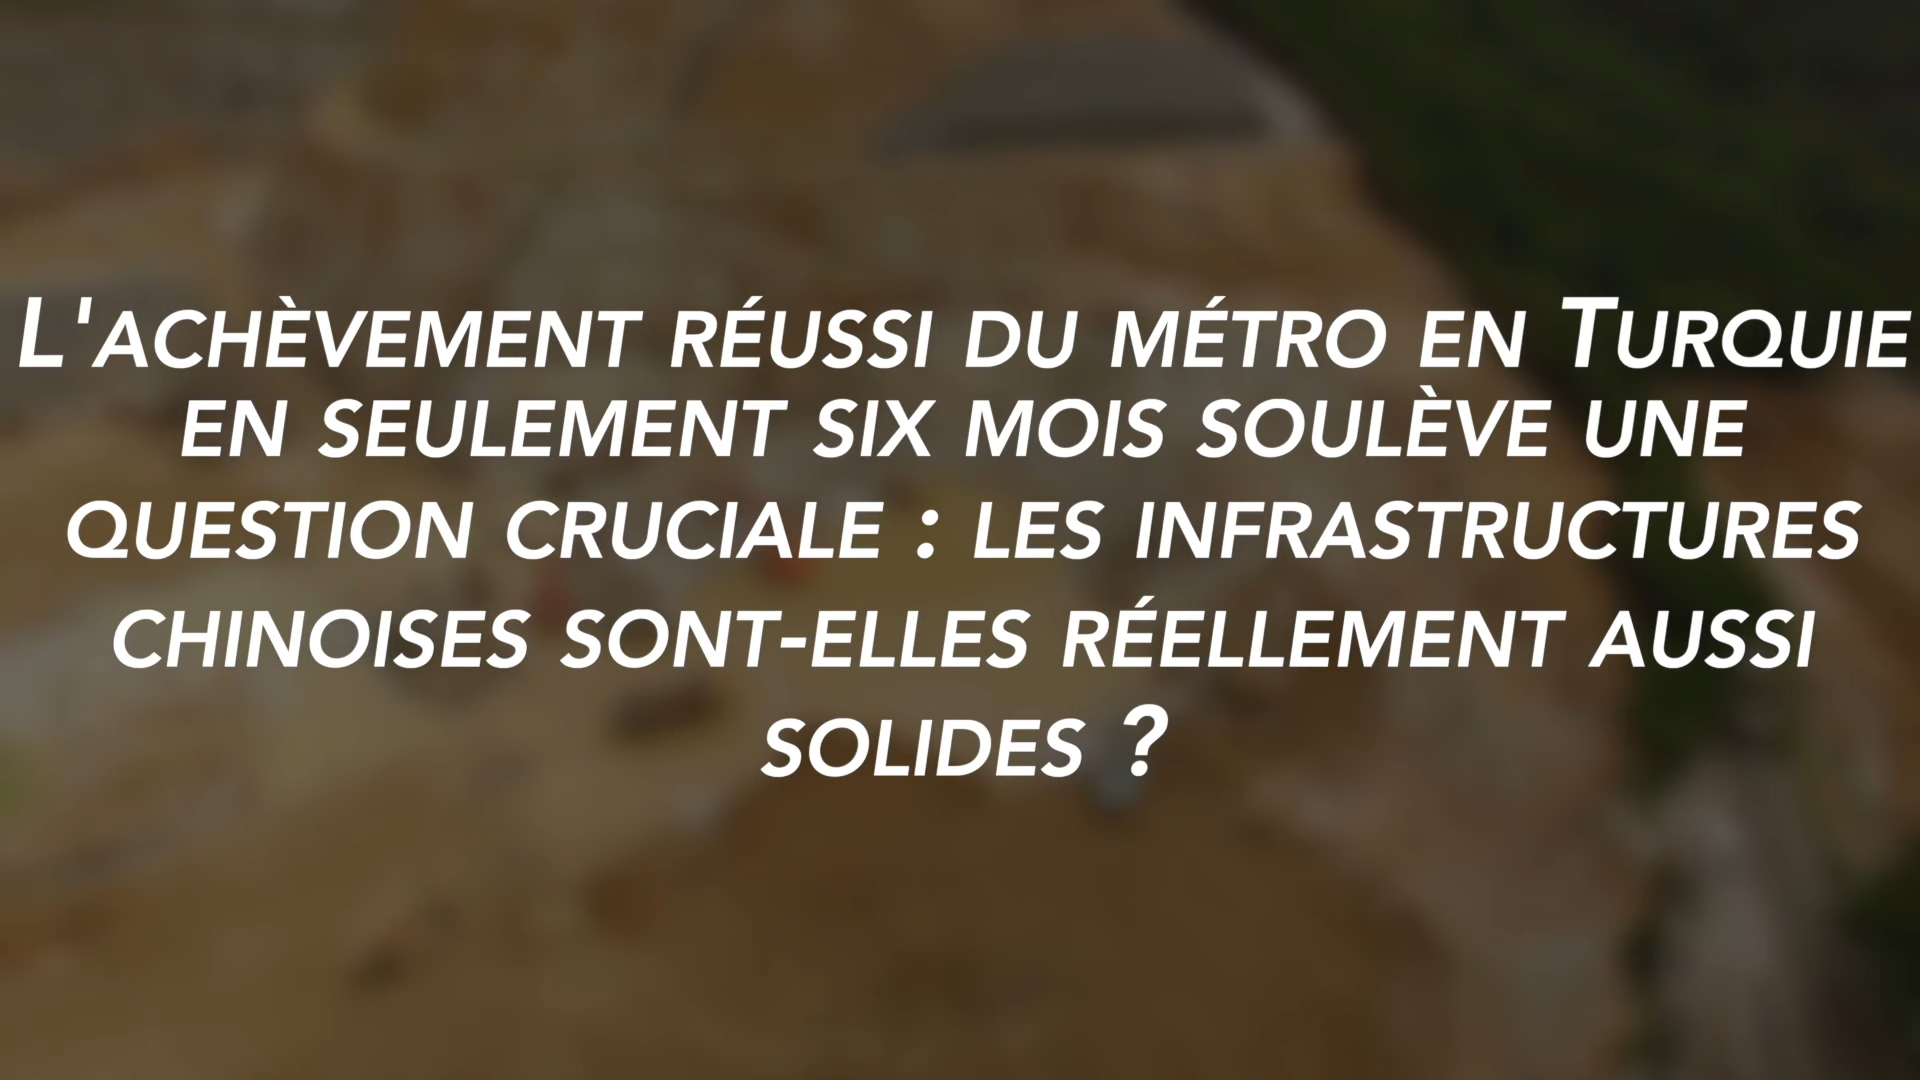 L'achèvement réussi du métro en Turquie
en seulement six mois soulève une
question cruciale : les infrastructures
chinoises sont-elles réellement aussi
solides ?